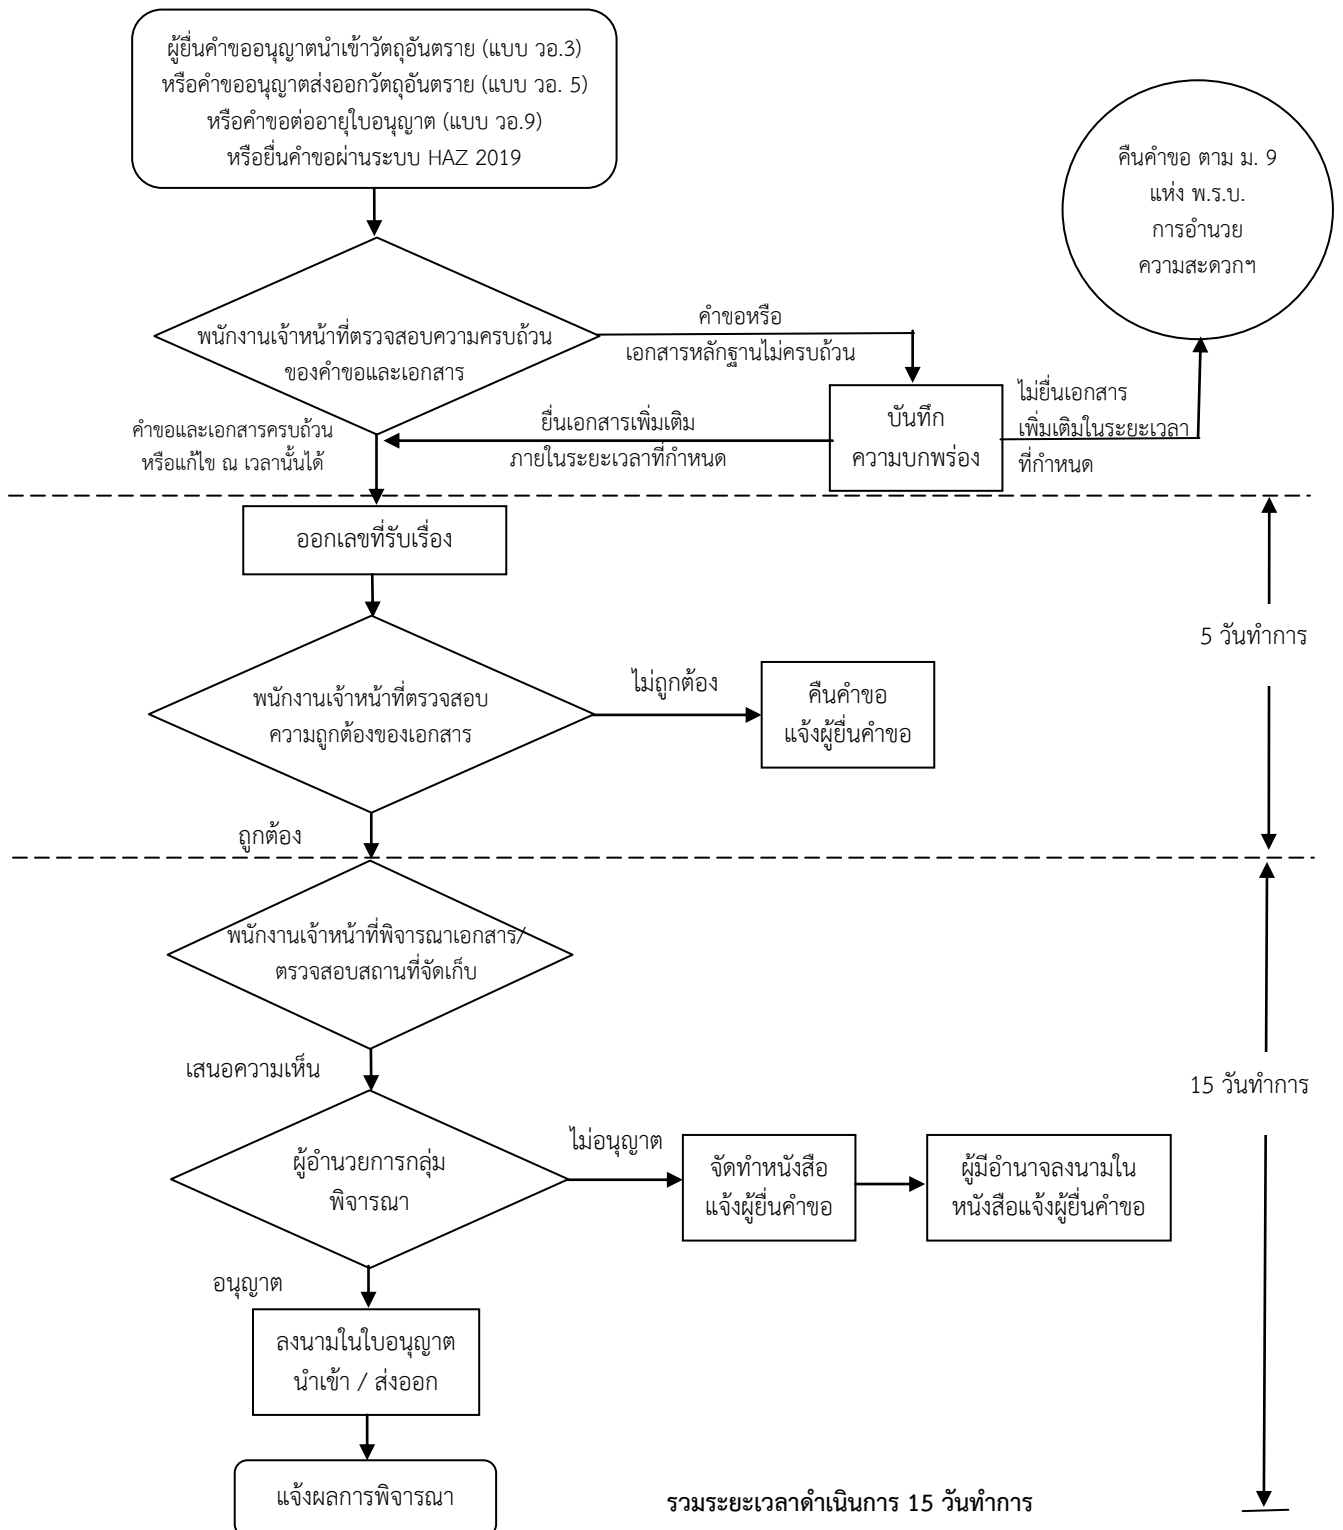 ผู้ยื่นคำขออนุญาตนำเข้าวัตถุอันตราย (แบบ วอ.3)
หรือคำขออนุญาตส่งออกวัตถุอันตราย (แบบ วอ. 5)
หรือคำขอต่ออายุใบอนุญาต (แบบ วอ.9)
หรือยื่นคำขอผ่านระบบ HAZ 2019
คืนคำขอ ตาม ม. 9
แห่ง พ.ร.บ.
การอำนวย
ความสะดวกฯ
พนักงานเจ้าหน้าที่ตรวจสอบความครบถ้วน
ของคำขอและเอกสาร
คำขอหรือ
เอกสารหลักฐานไม่ครบถ้วน
บันทึก
ความบกพร่อง
ไม่ยื่นเอกสาร
เพิ่มเติมในระยะเวลา
ที่กำหนด
ยื่นเอกสารเพิ่มเติม
ภายในระยะเวลาที่กำหนด
คำขอและเอกสารครบถ้วน
หรือแก้ไข ณ เวลานั้นได้
ออกเลขที่รับเรื่อง
5 วันทำการ
พนักงานเจ้าหน้าที่ตรวจสอบ
ความถูกต้องของเอกสาร
ไม่ถูกต้อง
คืนคำขอ
แจ้งผู้ยื่นคำขอ
ถูกต้อง
พนักงานเจ้าหน้าที่พิจารณาเอกสาร/
ตรวจสอบสถานที่จัดเก็บ
เสนอความเห็น
15 วันทำการ
ผู้อำนวยการกลุ่ม
พิจารณา
ไม่อนุญาต
จัดทำหนังสือ
แจ้งผู้ยื่นคำขอ
ผู้มีอำนาจลงนามใน
หนังสือแจ้งผู้ยื่นคำขอ
อนุญาต
ลงนามในใบอนุญาต
นำเข้า / ส่งออก
แจ้งผลการพิจารณา
รวมระยะเวลาดำเนินการ 15 วันทำการ